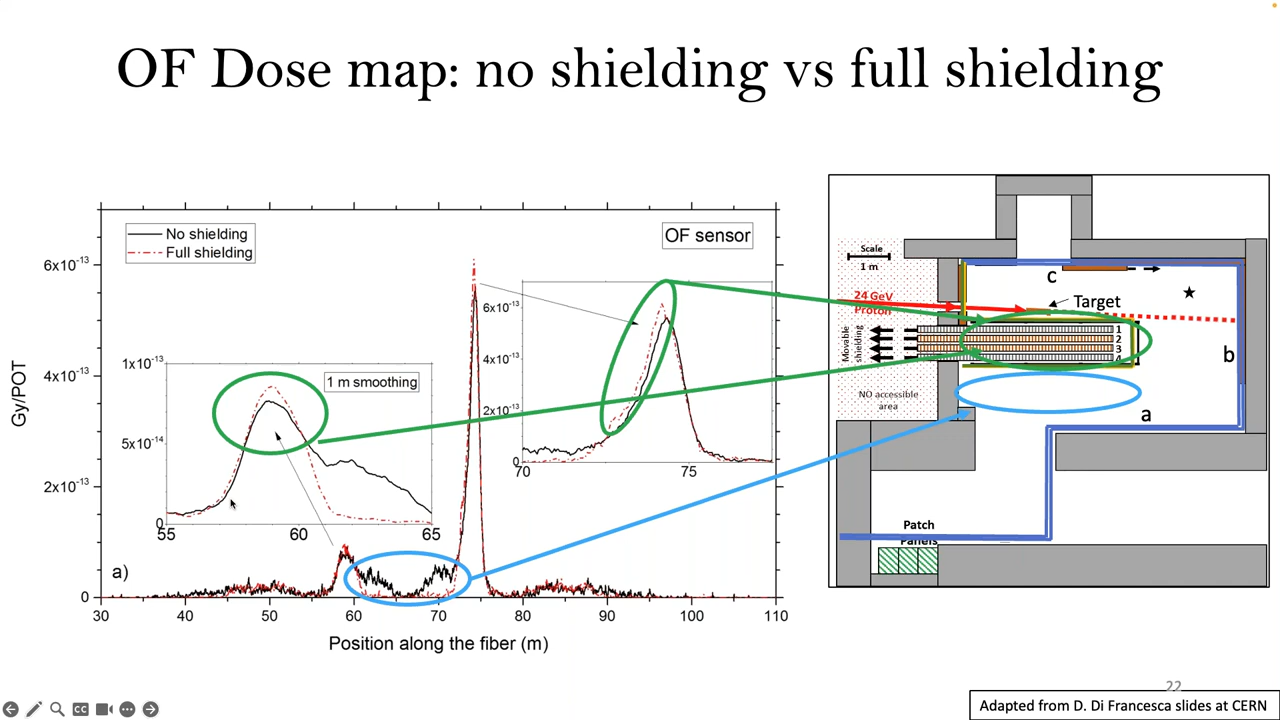 OF Dose map: no shielding vs full shielding
No shielding
Full shielding
OF sensor
Gy/POT
6x10⁻¹³
4x10⁻¹³
2x10⁻¹³
0
30 40 50 60 70 80 90 100 110
Position along the fiber (m)
a)
1x10⁻¹³
5x10⁻¹⁴
0
1 m smoothing
55 60 65
6x10⁻¹³
4x10⁻¹³
2x10⁻¹³
0
70 75
Scale
1 m
24 GeV
Proton
Target
Movable
shielding
1
2
3
NO accessible
area
a
b
c
Patch
Panels
22
Adapted from D. Di Francesca slides at CERN
CC